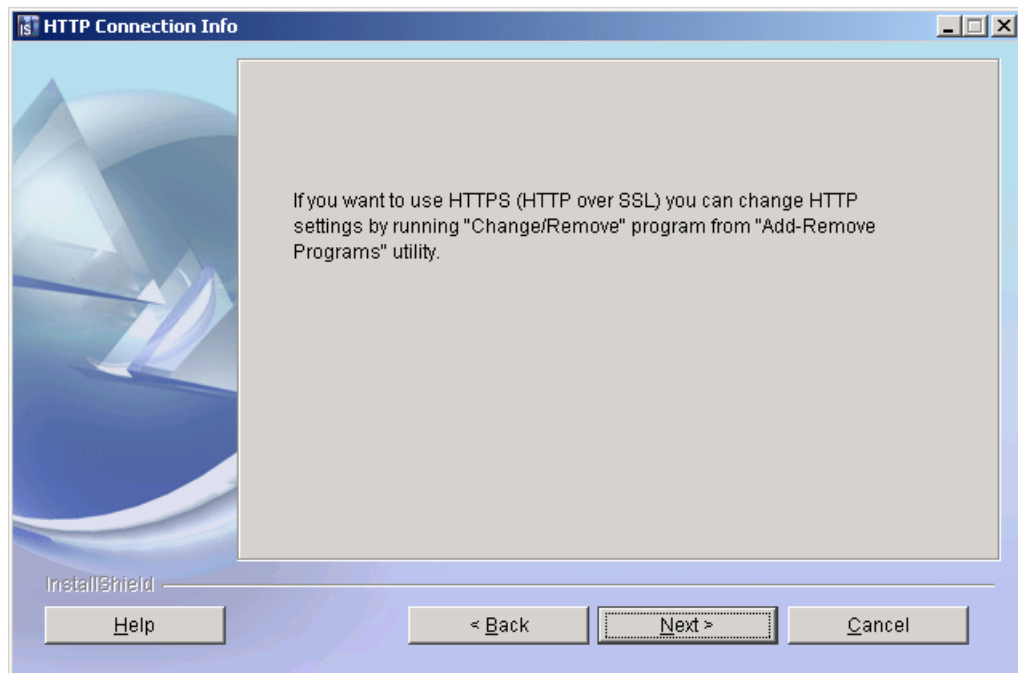 HTTP Connection Info
If you want to use HTTPS (HTTP over SSL) you can change HTTP
settings by running "Change/Remove" program from "Add-Remove
Programs" utility.
InstallShield
Help
< Back
Next >
Cancel